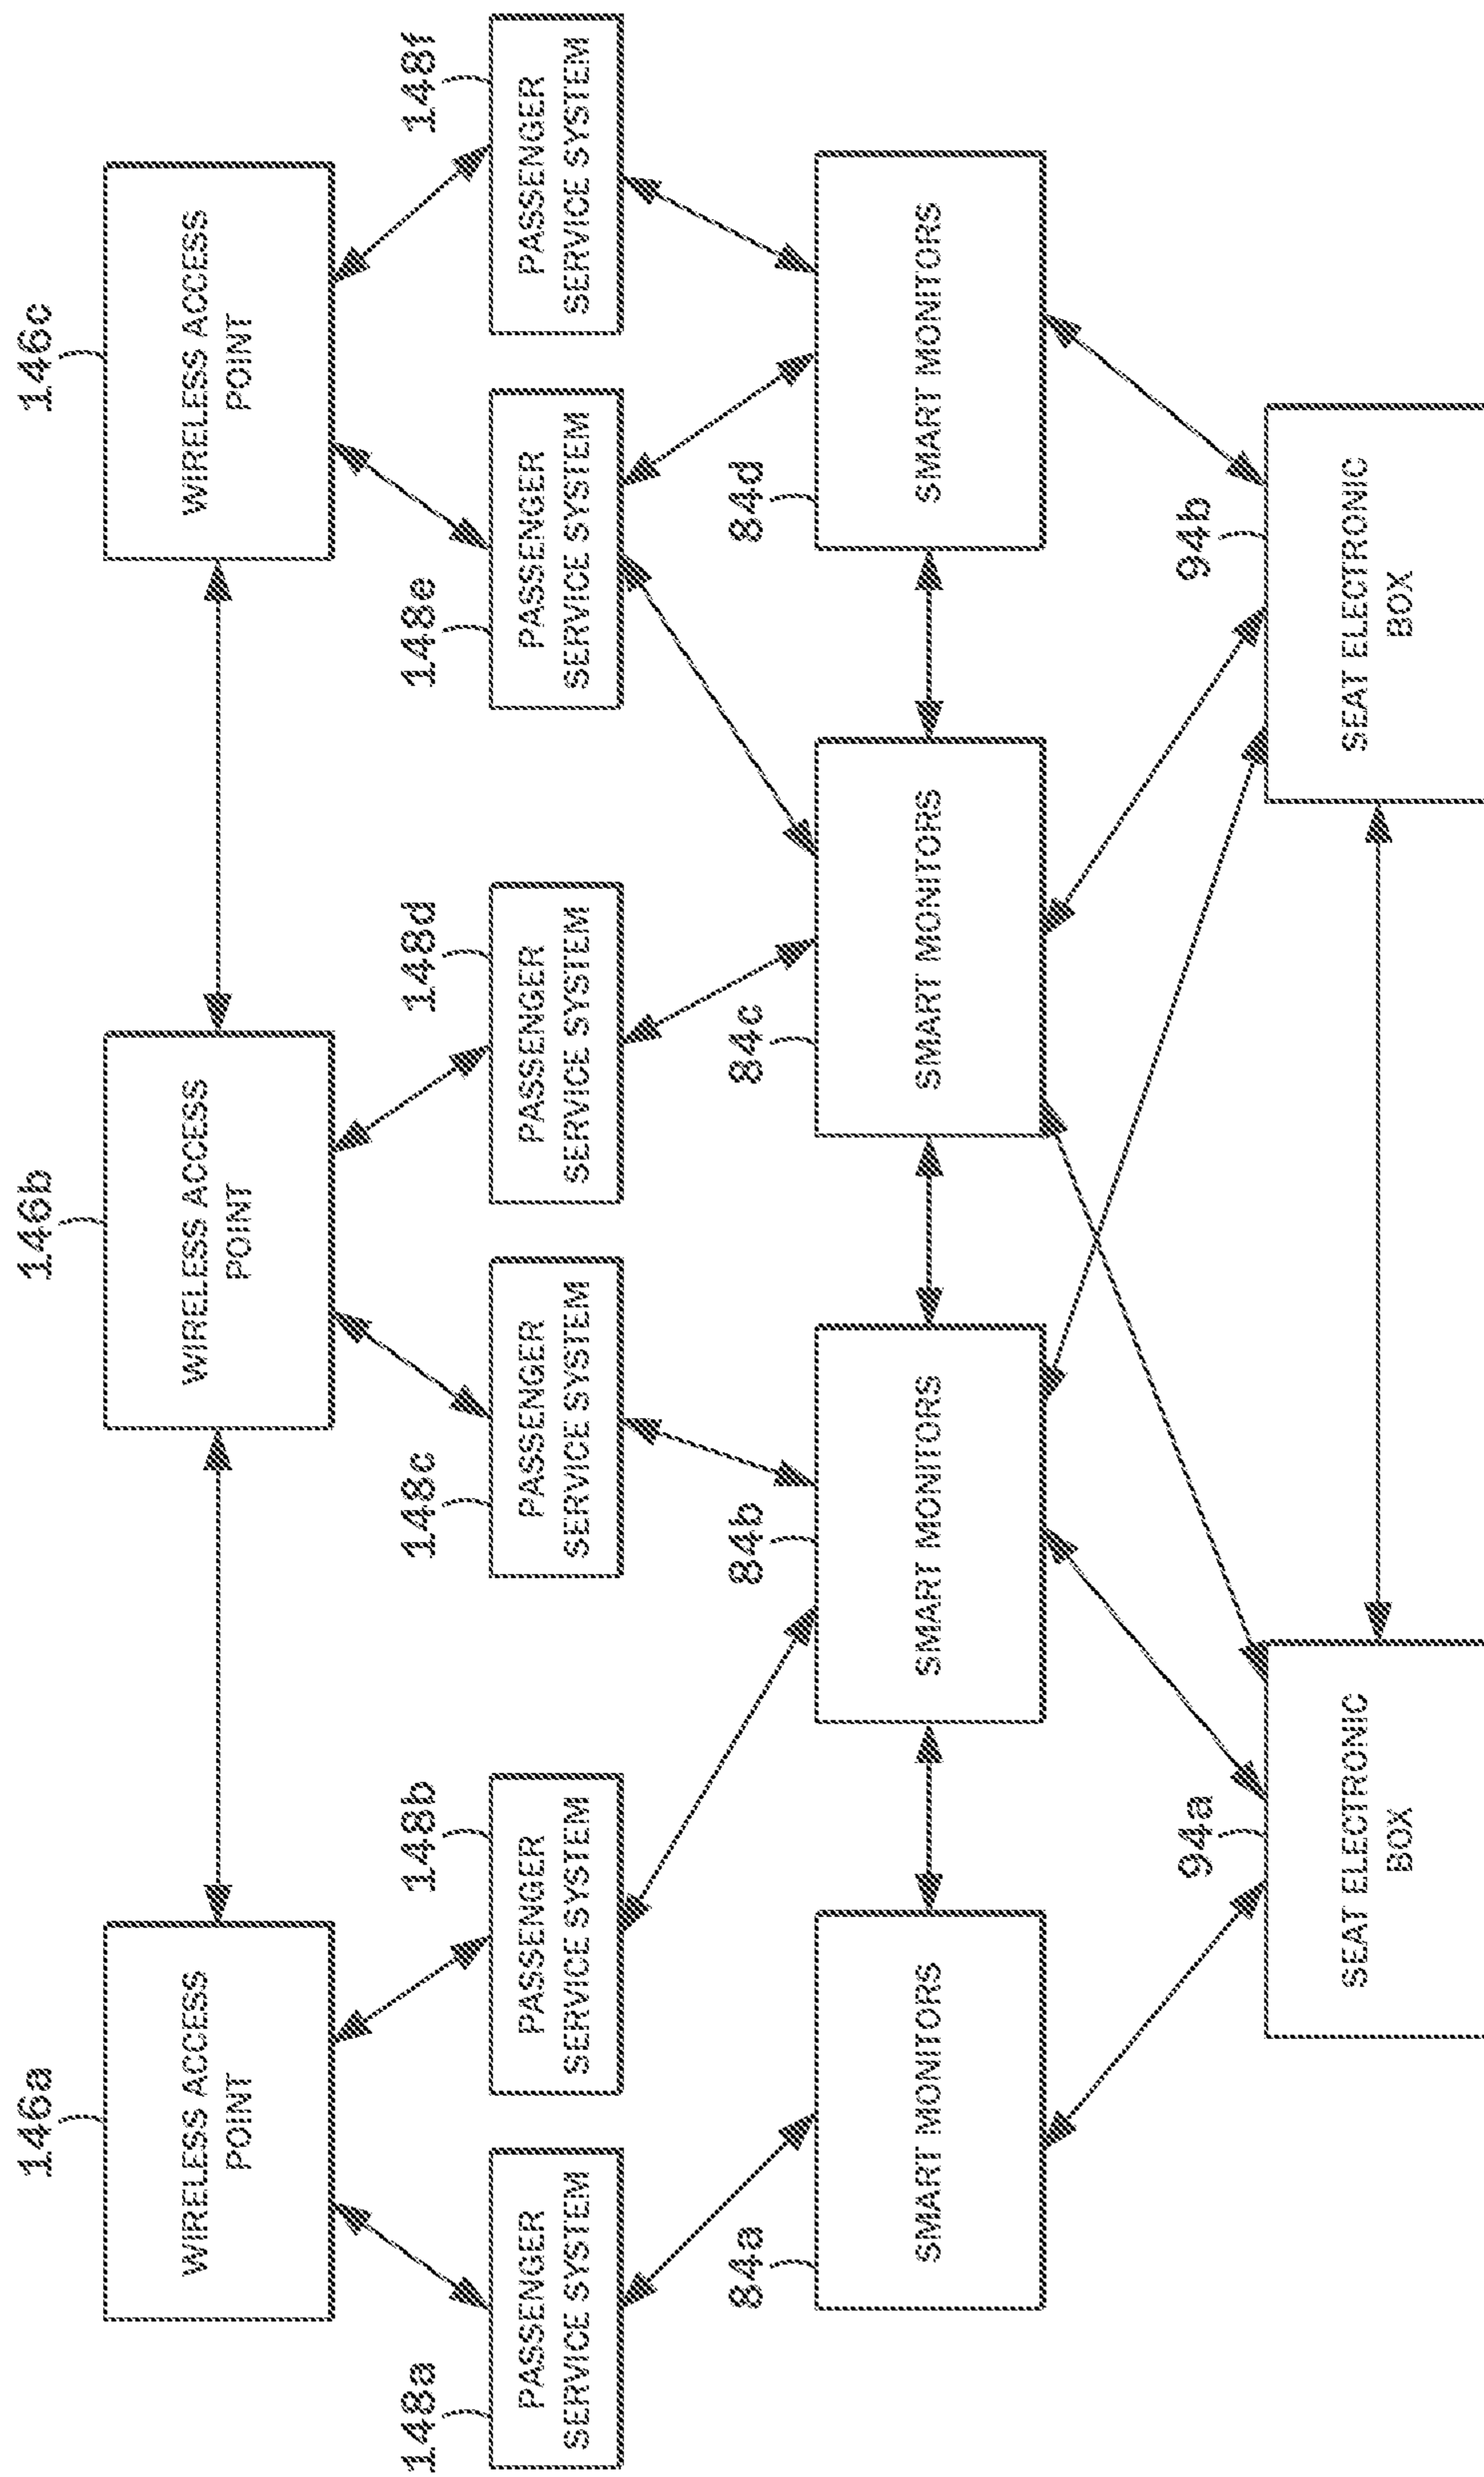 146a
WIRELESS ACCESS
POINT
146b
WIRELESS ACCESS
POINT
146c
WIRELESS ACCESS
POINT
148a
PASSENGER
SERVICE SYSTEM
148b
PASSENGER
SERVICE SYSTEM
148c
PASSENGER
SERVICE SYSTEM
148d
PASSENGER
SERVICE SYSTEM
148e
PASSENGER
SERVICE SYSTEM
148f
PASSENGER
SERVICE SYSTEM
84a
SMART MONITORS
84b
SMART MONITORS
84c
SMART MONITORS
84d
SMART MONITORS
94a
SEAT ELECTRONIC
BOX
94b
SEAT ELECTRONIC
BOX